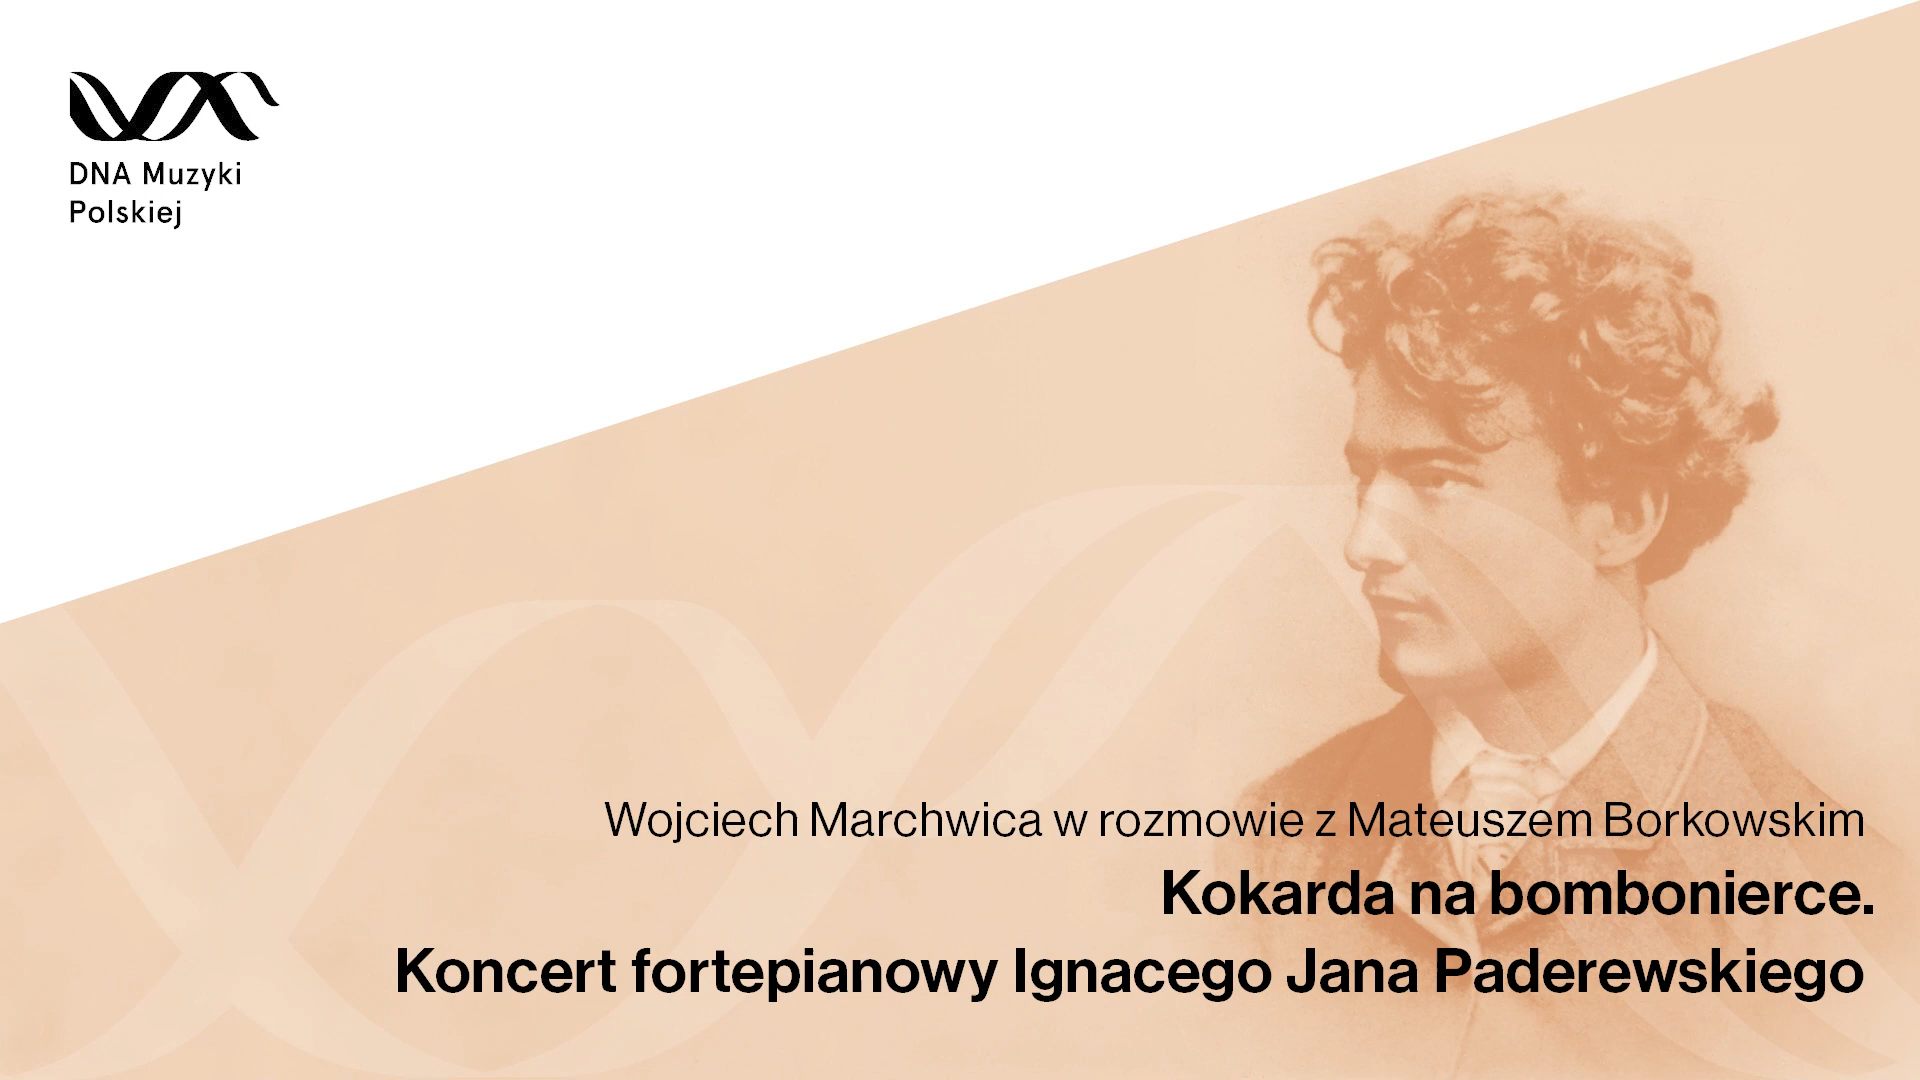 DNA Muzyki
Polskiej
Wojciech Marchwica w rozmowie z Mateuszem Borkowskim
Kokarda na bombonierce.
Koncert fortepianowy Ignacego Jana Paderewskiego